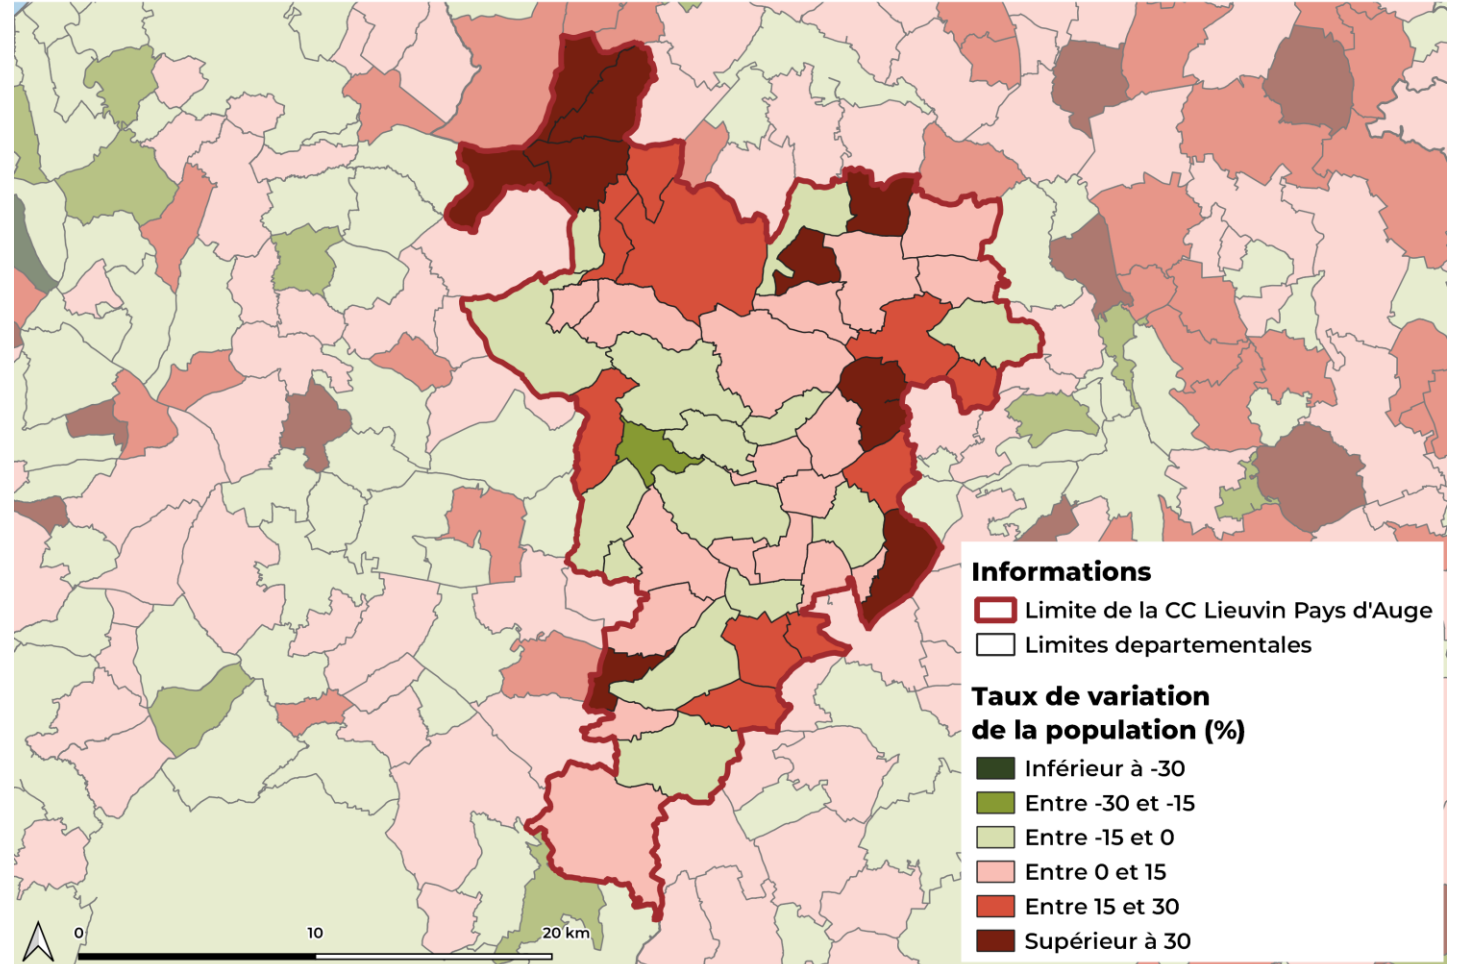 Informations
Limite de la CC Lieuvin Pays d'Auge
Limites departementales
Taux de variation
de la population (%)
Inférieur à -30
Entre -30 et -15
Entre -15 et 0
Entre 0 et 15
Entre 15 et 30
Supérieur à 30
0 10 20 km